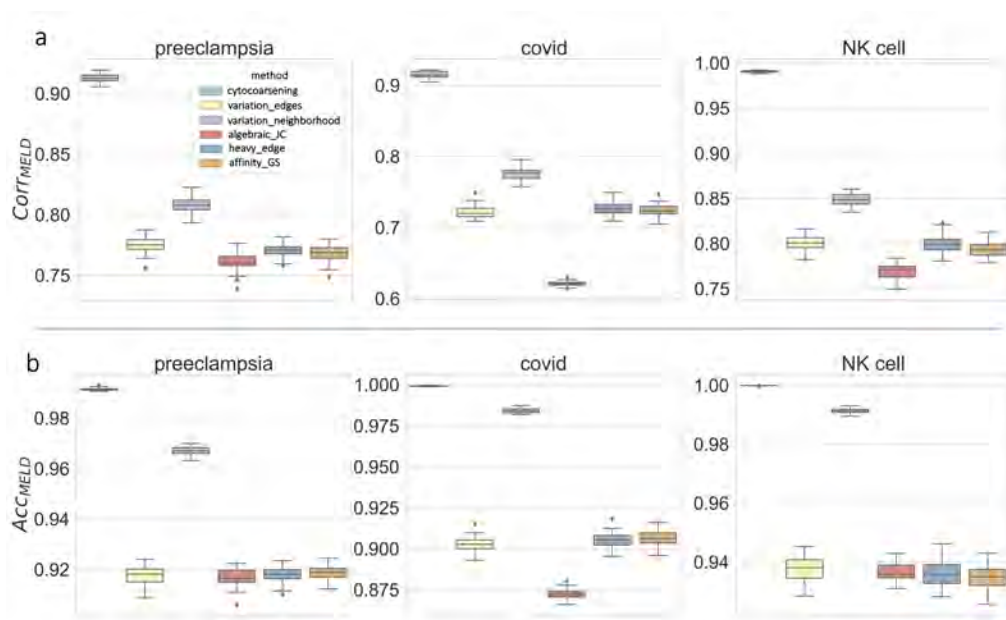 a
preeclampsia
covid
NK cell
Corr_MELD
0.90
0.85
0.80
0.75
method
cytocoarsening
variation_edges
variation_neighborhood
algebraic_JC
heavy_edge
affinity_GS
0.9
0.8
0.7
0.6
1.00
0.95
0.90
0.85
0.80
0.75
b
preeclampsia
covid
NK cell
Acc_MELD
0.98
0.96
0.94
0.92
1.000
0.975
0.950
0.925
0.900
0.875
1.00
0.98
0.96
0.94